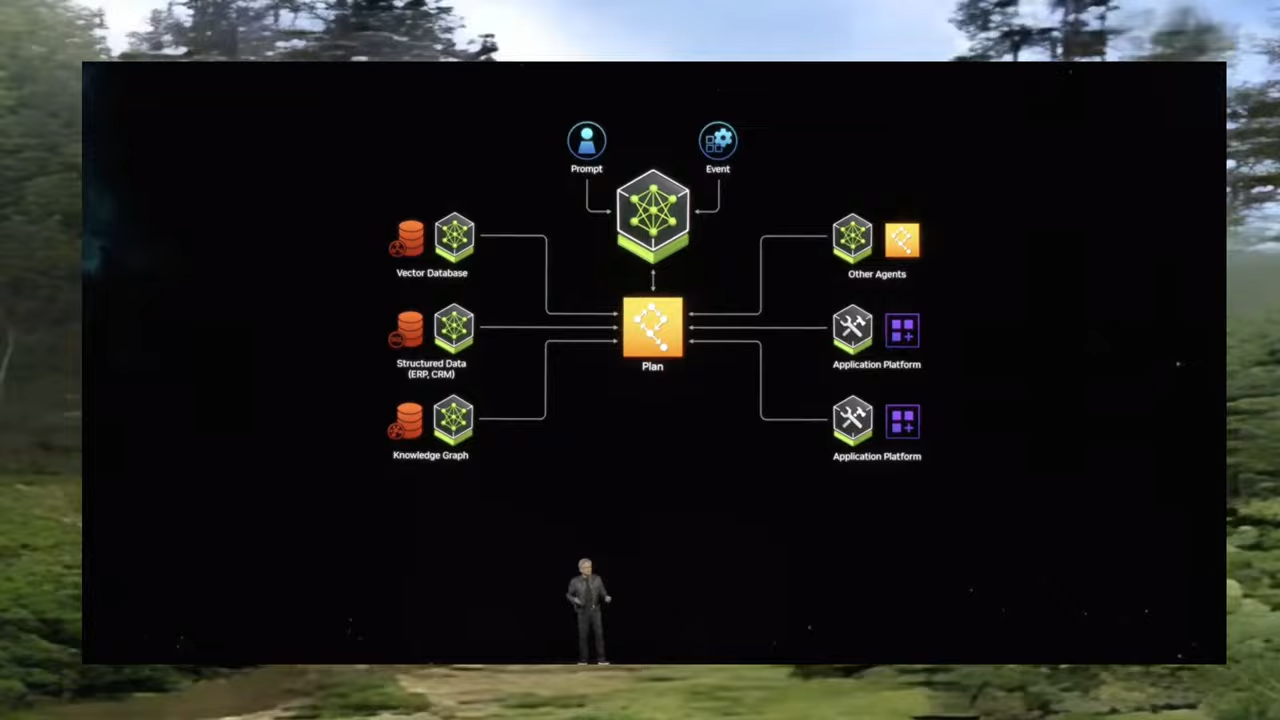 Prompt
Event
Vector Database
Other Agents
Structured Data
(ERP, CRM)
Application Platform
Plan
Knowledge Graph
Application Platform